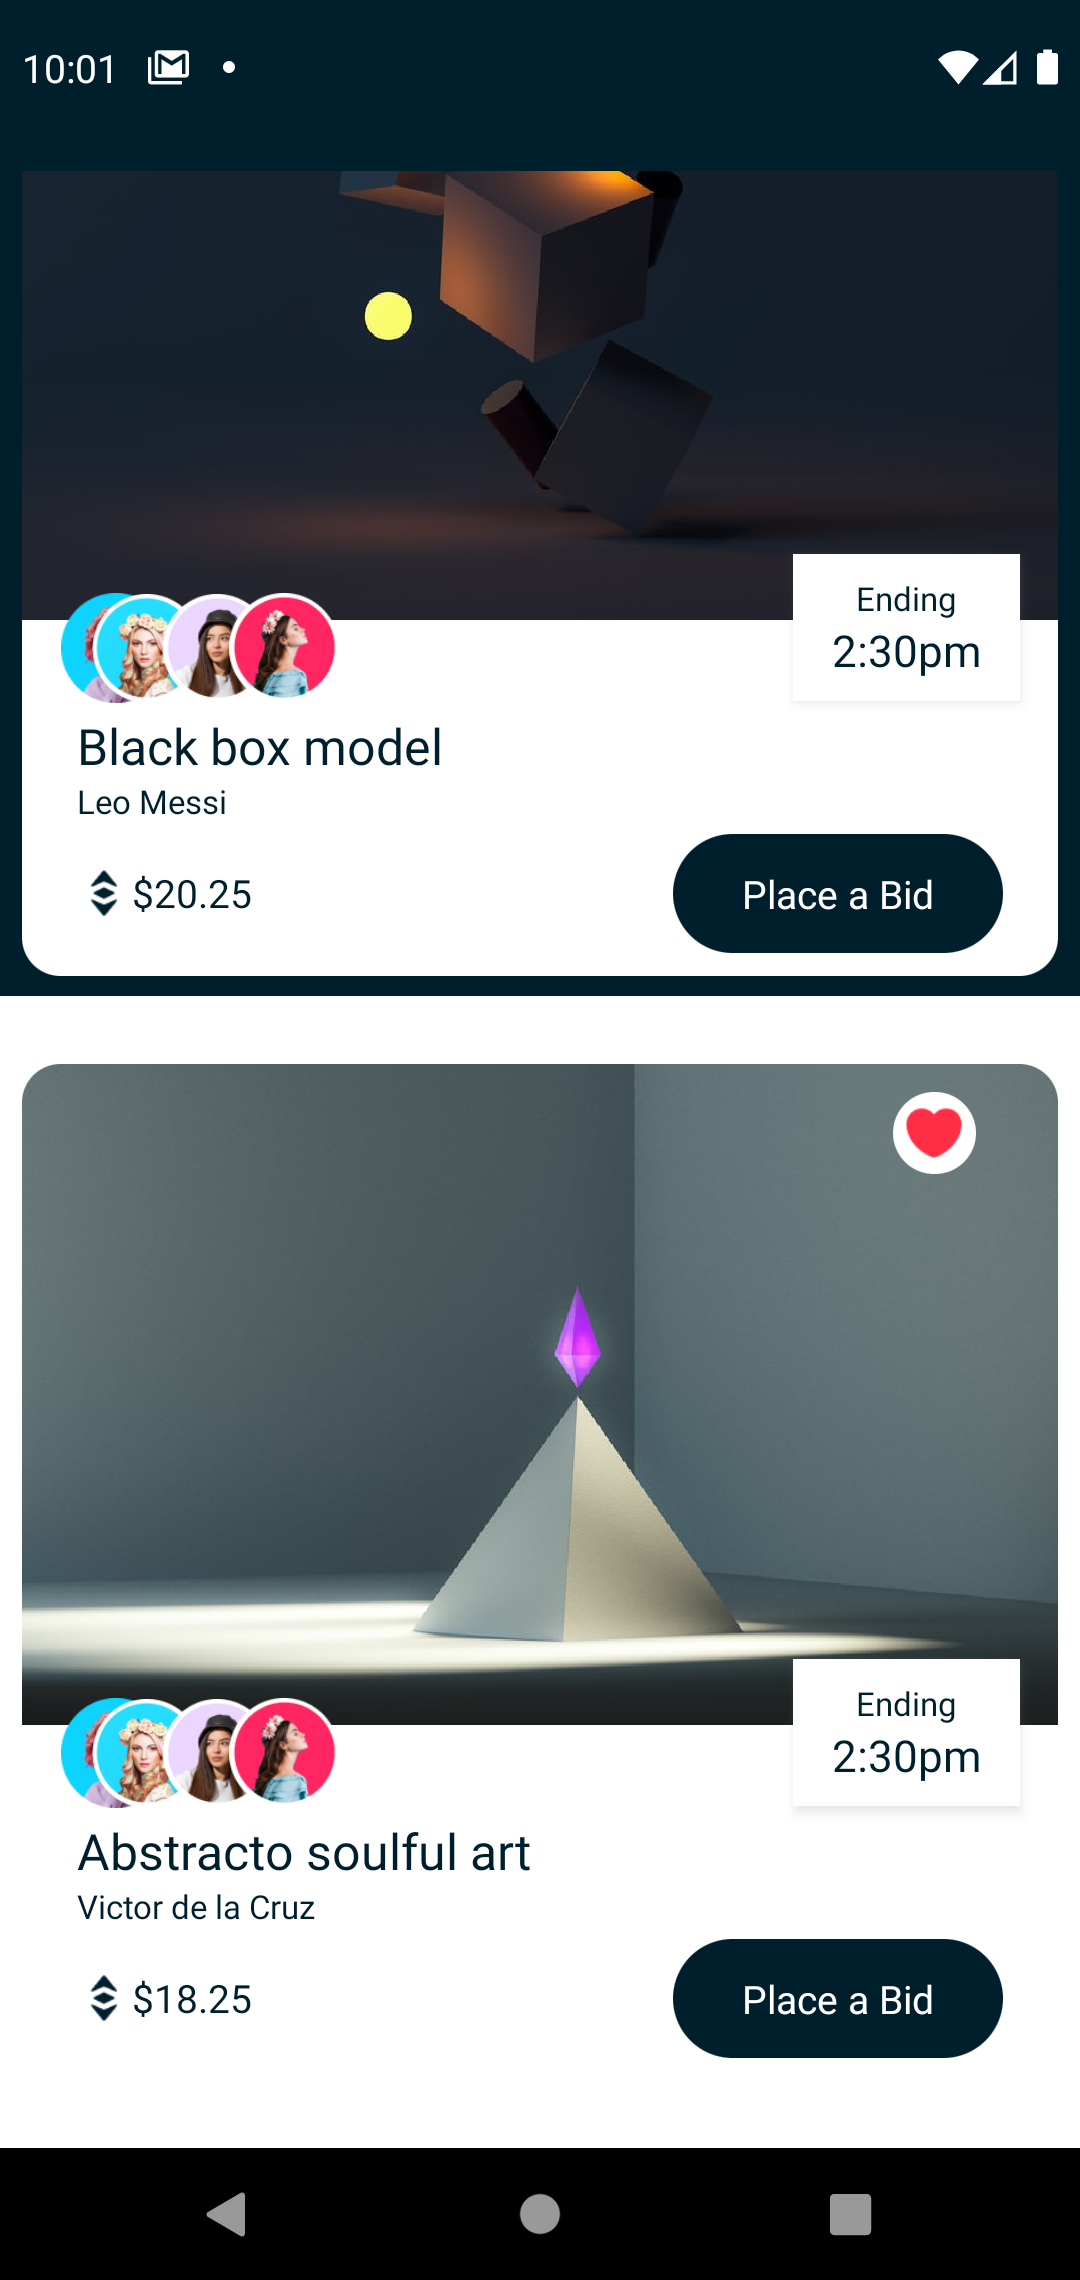 10:01
Ending
2:30pm
Black box model
Leo Messi
$20.25
Place a Bid
Ending
2:30pm
Abstracto soulful art
Victor de la Cruz
$18.25
Place a Bid